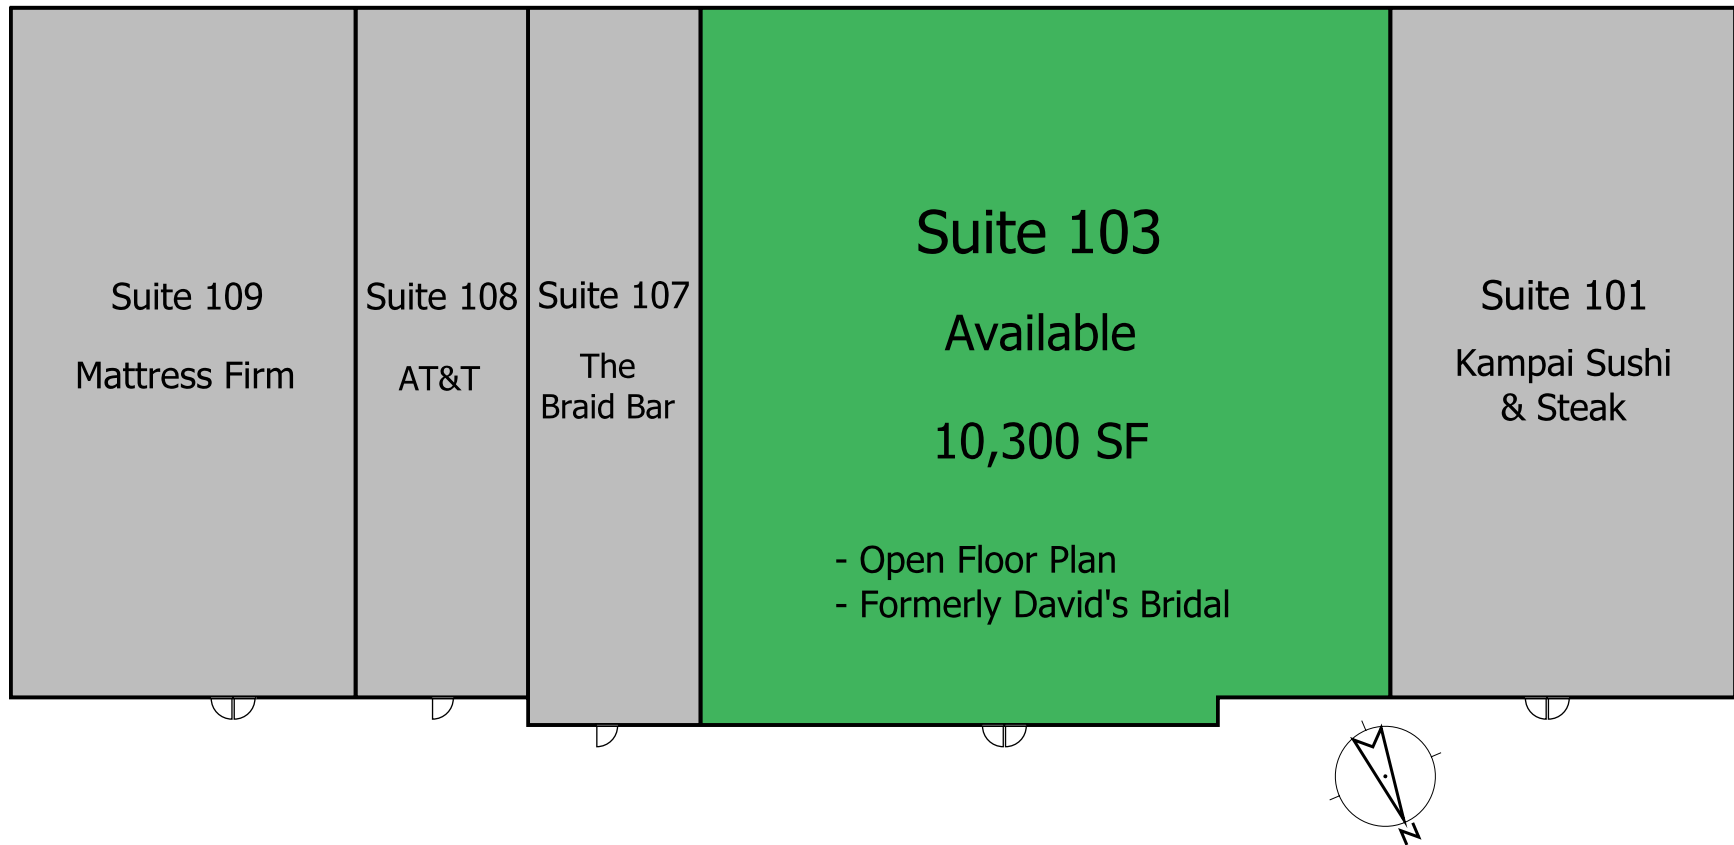 Suite 109
Mattress Firm
Suite 108
AT&T
Suite 107
The
Braid Bar
Suite 103
Available
10,300 SF
- Open Floor Plan
- Formerly David's Bridal
Suite 101
Kampai Sushi
& Steak
N